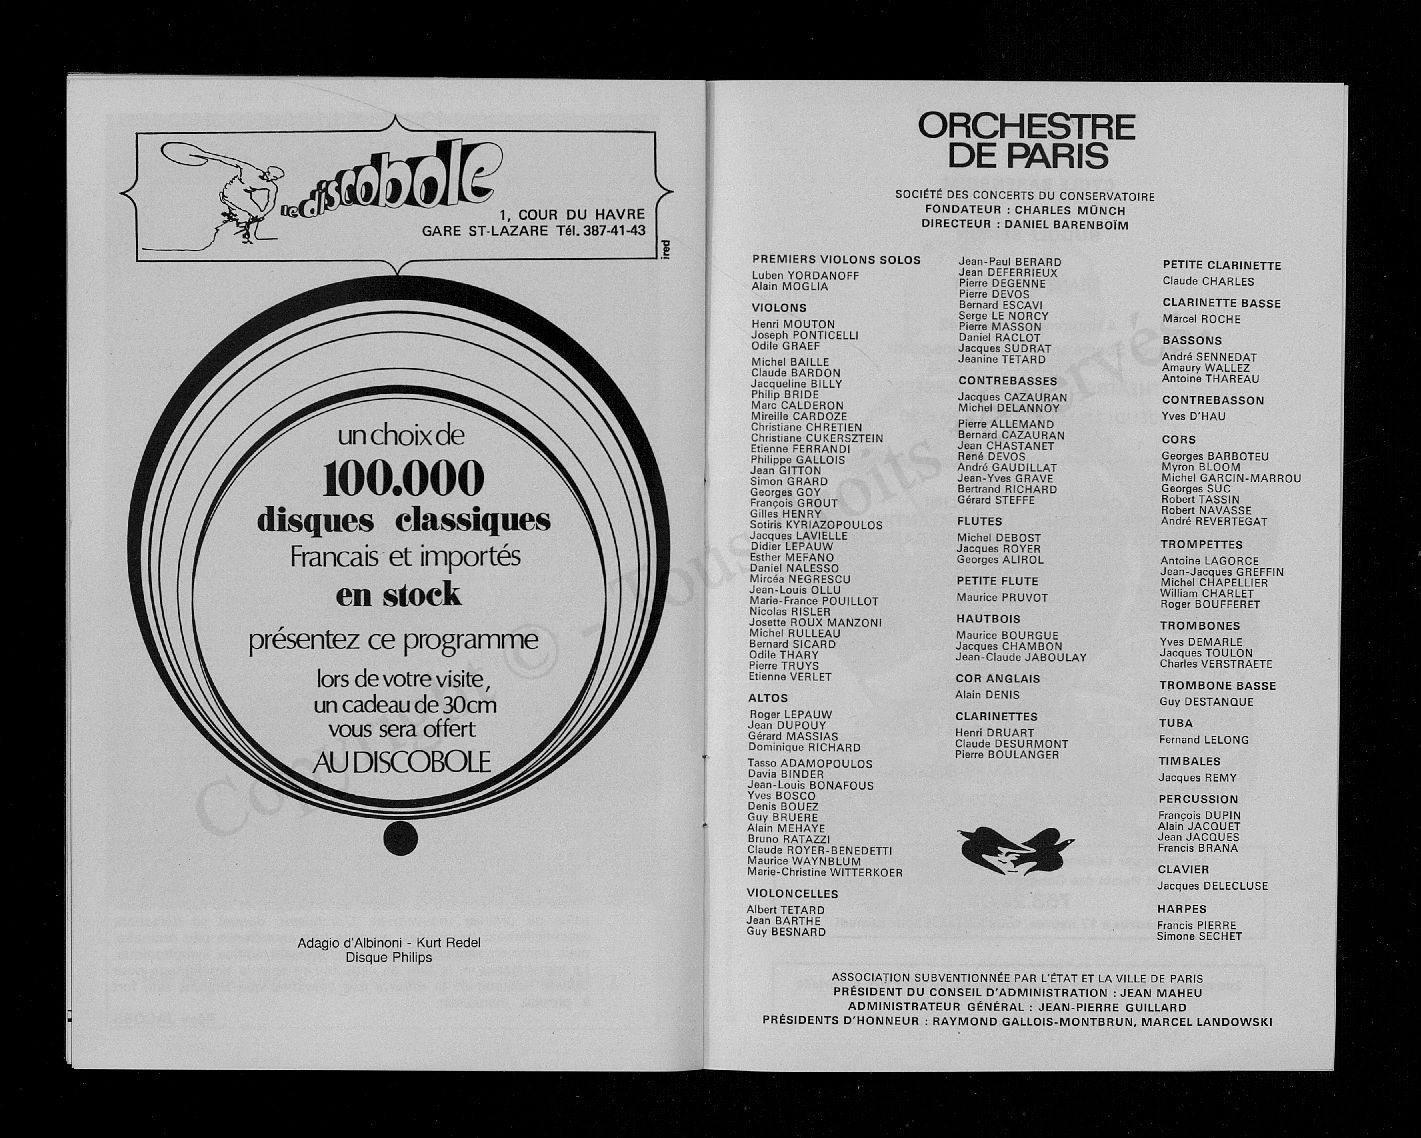 le discobole
1, COUR DU HAVRE
GARE ST-LAZARE Tél. 387-41-43
ired
un choix de
100.000
disques classiques
Francais et importés
en stock
présentez ce programme
lors de votre visite,
un cadeau de 30cm
vous sera offert
AU DISCOBOLE
Adagio d'Albinoni - Kurt Redel
Disque Philips
ORCHESTRE
DE PARIS
SOCIÉTÉ DES CONCERTS DU CONSERVATOIRE
FONDATEUR : CHARLES MÜNCH
DIRECTEUR : DANIEL BARENBOÏM
PREMIERS VIOLONS SOLOS
Luben YORDANOFF
Alain MOGLIA
VIOLONS
Henri MOUTON
Joseph PONTICELLI
Odile GRAEF
Michel BAILLE
Claude BARDON
Jacqueline BILLY
Philip BRIDE
Marc CALDERON
Mireille CARDOZE
Christiane CHRETIEN
Christiane CUKERSZTEIN
Etienne FERRANDI
Philippe GALLOIS
Jean GITTON
Simon GRARD
Georges GOY
François GROUT
Gilles HENRY
Sotiris KYRIAZOPOULOS
Jacques LAVIELLE
Didier LEPAUW
Esther MEFANO
Daniel NALESSO
Mircéa NEGRESCU
Jean-Louis OLLU
Marie-France POUILLOT
Nicolas RISLER
Josette ROUX MANZONI
Michel RULLEAU
Bernard SICARD
Odile THARY
Pierre TRUYS
Etienne VERLET
ALTOS
Roger LEPAUW
Jean DUPOUY
Gérard MASSIAS
Dominique RICHARD
Tasso ADAMOPOULOS
Davia BINDER
Jean-Louis BONAFOUS
Yves BOSCO
Denis BOUEZ
Guy BRUERE
Alain MEHAYE
Bruno RATAZZI
Claude ROYER-BENEDETTI
Maurice WAYNBLUM
Marie-Christine WITTERKOER
VIOLONCELLES
Albert TETARD
Jean BARTHE
Guy BESNARD
Jean-Paul BERARD
Jean DEFERRIEUX
Pierre DEGENNE
Pierre DEVOS
Bernard ESCAVI
Serge LE NORCY
Pierre MASSON
Daniel RACLOT
Jacques SUDRAT
Jeanine TETARD
CONTREBASSES
Jacques CAZAURAN
Michel DELANNOY
Pierre ALLEMAND
Bernard CAZAURAN
Jean CHASTANET
René DEVOS
André GAUDILLAT
Jean-Yves GRAVE
Bertrand RICHARD
Gérard STEFFE
FLUTES
Michel DEBOST
Jacques ROYER
Georges ALIROL
PETITE FLUTE
Maurice PRUVOT
HAUTBOIS
Maurice BOURGUE
Jacques CHAMBON
Jean-Claude JABOULAY
COR ANGLAIS
Alain DENIS
CLARINETTES
Henri DRUART
Claude DESURMONT
Pierre BOULANGER
PETITE CLARINETTE
Claude CHARLES
CLARINETTE BASSE
Marcel ROCHE
BASSONS
André SENNEDAT
Amaury WALLEZ
Antoine THAREAU
CONTREBASSON
Yves D'HAU
CORS
Georges BARBOTEU
Myron BLOOM
Michel GARCIN-MARROU
Georges SUC
Robert TASSIN
Robert NAVASSE
André REVERTEGAT
TROMPETTES
Antoine LAGORCE
Jean-Jacques GREFFIN
Michel CHAPELLIER
William CHARLET
Roger BOUFFERET
TROMBONES
Yves DEMARLE
Jacques TOULON
Charles VERSTRAETE
TROMBONE BASSE
Guy DESTANQUE
TUBA
Fernand LELONG
TIMBALES
Jacques REMY
PERCUSSION
François DUPIN
Alain JACQUET
Jean JACQUES
Francis BRANA
CLAVIER
Jacques DELECLUSE
HARPES
Francis PIERRE
Simone SECHET
ASSOCIATION SUBVENTIONNÉE PAR L'ÉTAT ET LA VILLE DE PARIS
PRÉSIDENT DU CONSEIL D'ADMINISTRATION : JEAN MAHEU
ADMINISTRATEUR GÉNÉRAL : JEAN-PIERRE GUILLARD
PRÉSIDENTS D'HONNEUR : RAYMOND GALLOIS-MONTBRUN, MARCEL LANDOWSKI
Copyright © - Tous droits réservés.